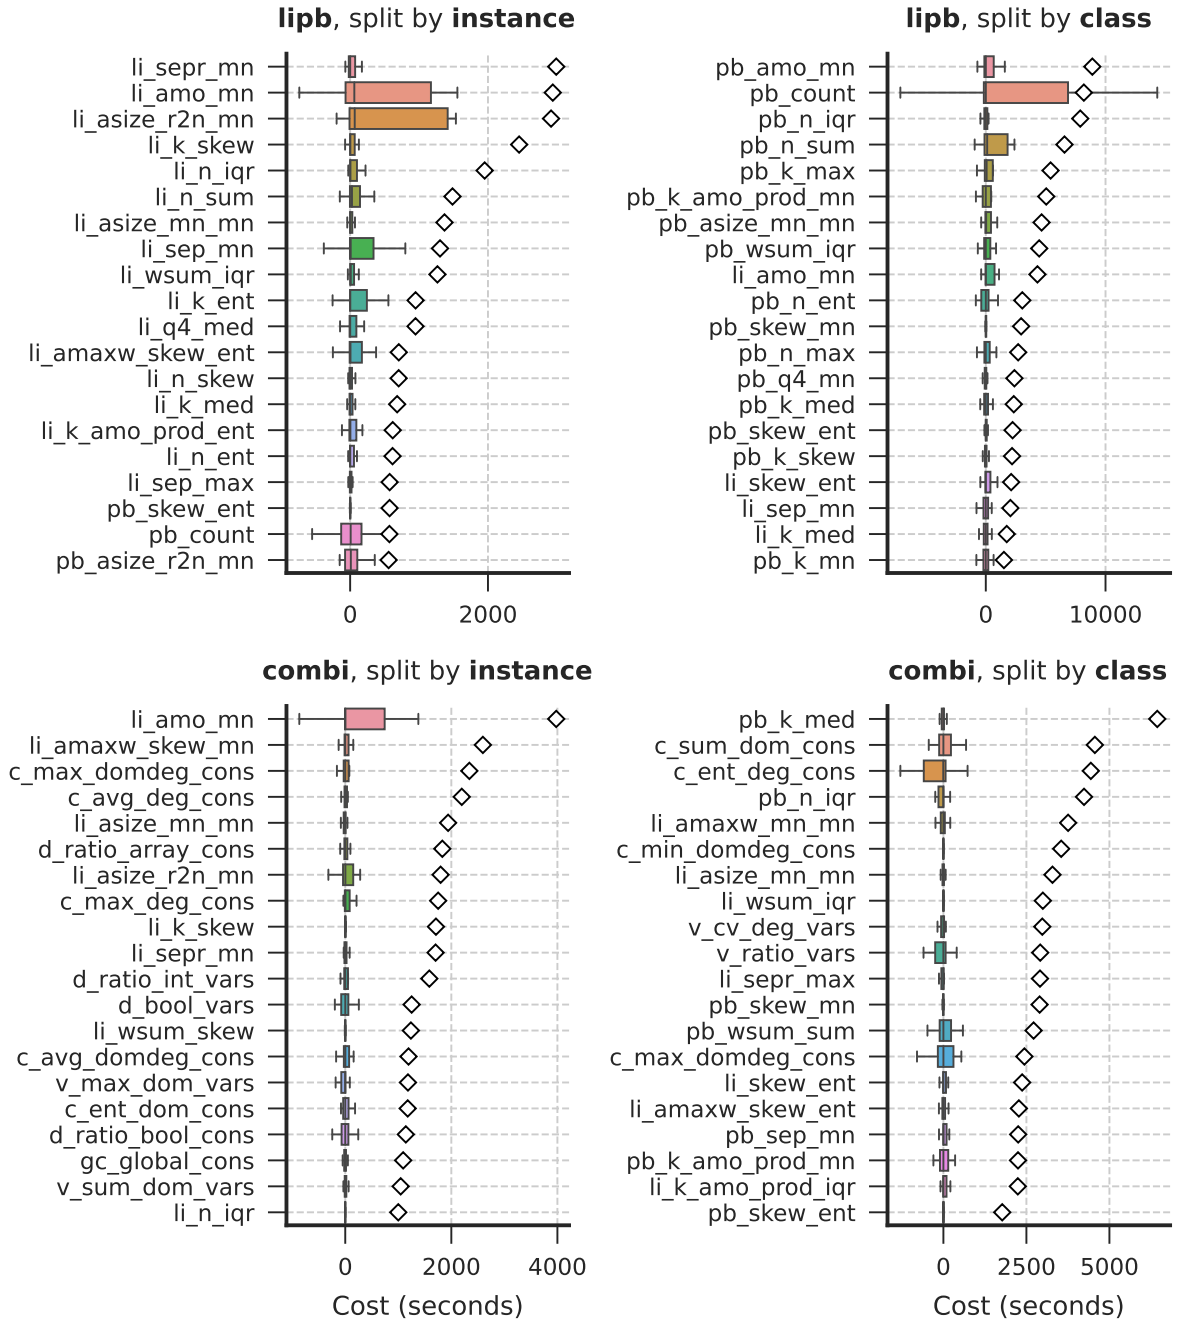 lipb, split by instance
li_sepr_mn
li_amo_mn
li_asize_r2n_mn
li_k_skew
li_n_iqr
li_n_sum
li_asize_mn_mn
li_sep_mn
li_wsum_iqr
li_k_ent
li_q4_med
li_amaxw_skew_ent
li_n_skew
li_k_med
li_k_amo_prod_ent
li_n_ent
li_sep_max
pb_skew_ent
pb_count
pb_asize_r2n_mn
0 2000
lipb, split by class
pb_amo_mn
pb_count
pb_n_iqr
pb_n_sum
pb_k_max
pb_k_amo_prod_mn
pb_asize_mn_mn
pb_wsum_iqr
li_amo_mn
pb_n_ent
pb_skew_mn
pb_n_max
pb_q4_mn
pb_k_med
pb_skew_ent
pb_k_skew
li_skew_ent
li_sep_mn
li_k_med
pb_k_mn
0 10000
combi, split by instance
li_amo_mn
li_amaxw_skew_mn
c_max_domdeg_cons
c_avg_deg_cons
li_asize_mn_mn
d_ratio_array_cons
li_asize_r2n_mn
c_max_deg_cons
li_k_skew
li_sepr_mn
d_ratio_int_vars
d_bool_vars
li_wsum_skew
c_avg_domdeg_cons
v_max_dom_vars
c_ent_dom_cons
d_ratio_bool_cons
gc_global_cons
v_sum_dom_vars
li_n_iqr
0 2000 4000
Cost (seconds)
combi, split by class
pb_k_med
c_sum_dom_cons
c_ent_deg_cons
pb_n_iqr
li_amaxw_mn_mn
c_min_domdeg_cons
li_asize_mn_mn
li_wsum_iqr
v_cv_deg_vars
v_ratio_vars
li_sepr_max
pb_skew_mn
pb_wsum_sum
c_max_domdeg_cons
li_skew_ent
li_amaxw_skew_ent
pb_sep_mn
pb_k_amo_prod_mn
li_k_amo_prod_iqr
pb_skew_ent
0 2500 5000
Cost (seconds)